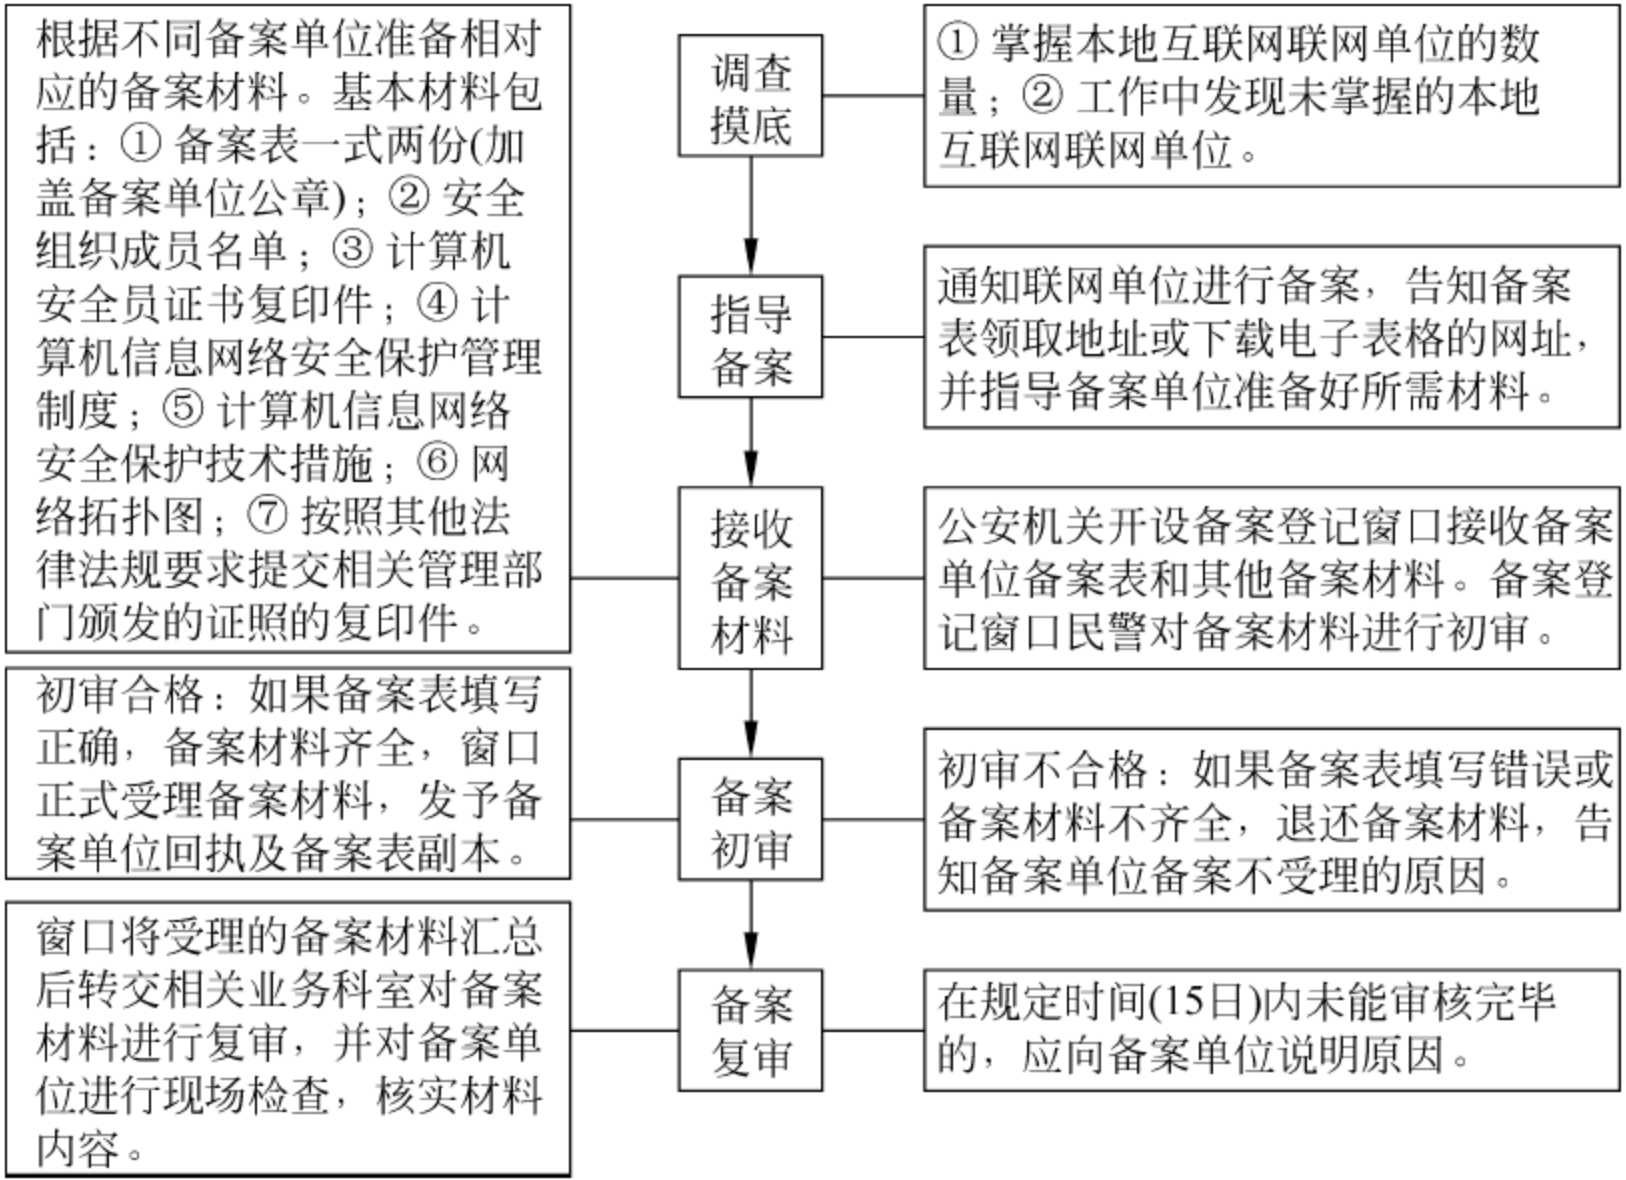 根据不同备案单位准备相对
应的备案材料。基本材料包
括：① 备案表一式两份(加
盖备案单位公章)；② 安全
组织成员名单；③ 计算机
安全员证书复印件；④ 计
算机信息网络安全保护管理
制度；⑤ 计算机信息网络
安全保护技术措施；⑥ 网
络拓扑图；⑦ 按照其他法
律法规要求提交相关管理部
门颁发的证照的复印件。
初审合格：如果备案表填写
正确，备案材料齐全，窗口
正式受理备案材料，发予备
案单位回执及备案表副本。
窗口将受理的备案材料汇总
后转交相关业务科室对备案
材料进行复审，并对备案单
位进行现场检查，核实材料
内容。
调查
摸底
指导
备案
接收
备案
材料
备案
初审
备案
复审
① 掌握本地互联网联网单位的数
量；② 工作中发现未掌握的本地
互联网联网单位。
通知联网单位进行备案，告知备案
表领取地址或下载电子表格的网址，
并指导备案单位准备好所需材料。
公安机关开设备案登记窗口接收备案
单位备案表和其他备案材料。备案登
记窗口民警对备案材料进行初审。
初审不合格：如果备案表填写错误或
备案材料不齐全，退还备案材料，告
知备案单位备案不受理的原因。
在规定时间(15日)内未能审核完毕
的，应向备案单位说明原因。